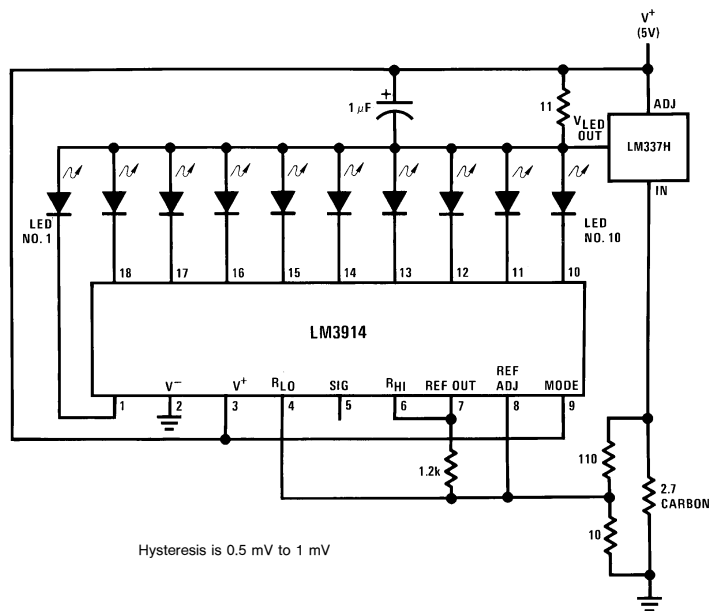 V+
(5V)
1 μF
+
11
VLED
OUT
ADJ
LM337H
IN
LED
NO. 1
LED
NO. 10
18 17 16 15 14 13 12 11 10
LM3914
V− V+ RLO SIG RHI REF OUT REF ADJ MODE
1 2 3 4 5 6 7 8 9
1.2k
110
2.7
CARBON
10
Hysteresis is 0.5 mV to 1 mV